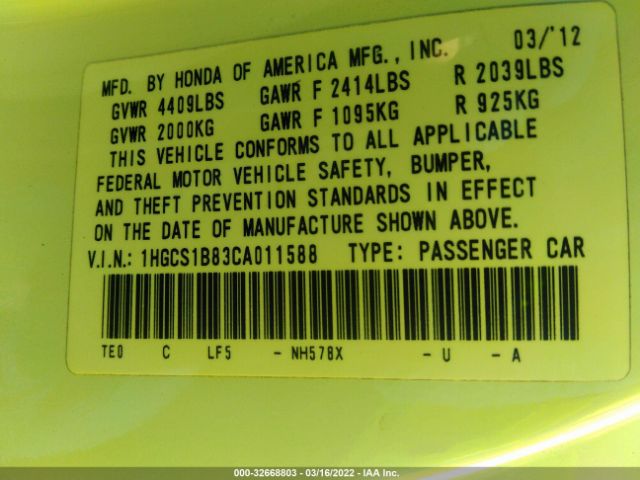 MFD. BY HONDA OF AMERICA MFG., INC. 03/'12
GVWR 4409LBS GAWR F 2414LBS R 2039LBS
GVWR 2000KG GAWR F 1095KG R 925KG
THIS VEHICLE CONFORMS TO ALL APPLICABLE
FEDERAL MOTOR VEHICLE SAFETY, BUMPER,
AND THEFT PREVENTION STANDARDS IN EFFECT
ON THE DATE OF MANUFACTURE SHOWN ABOVE.
V.I.N.: 1HGCS1B83CA011588 TYPE: PASSENGER CAR
TE0 C LF5 - NH578X - U - A
000-32668803 - 03/16/2022 - IAA Inc.